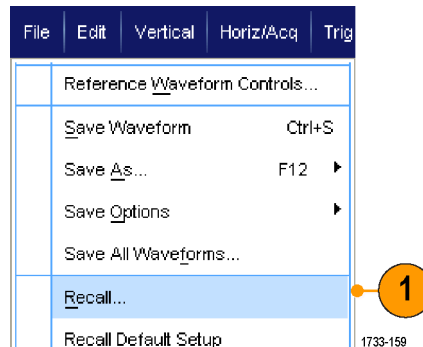 File Edit Vertical Horiz/Acq Trig
Reference Waveform Controls...
Save Waveform Ctrl+S
Save As... F12
Save Options
Save All Waveforms...
Recall...
1
Recall Default Setup
1733-159